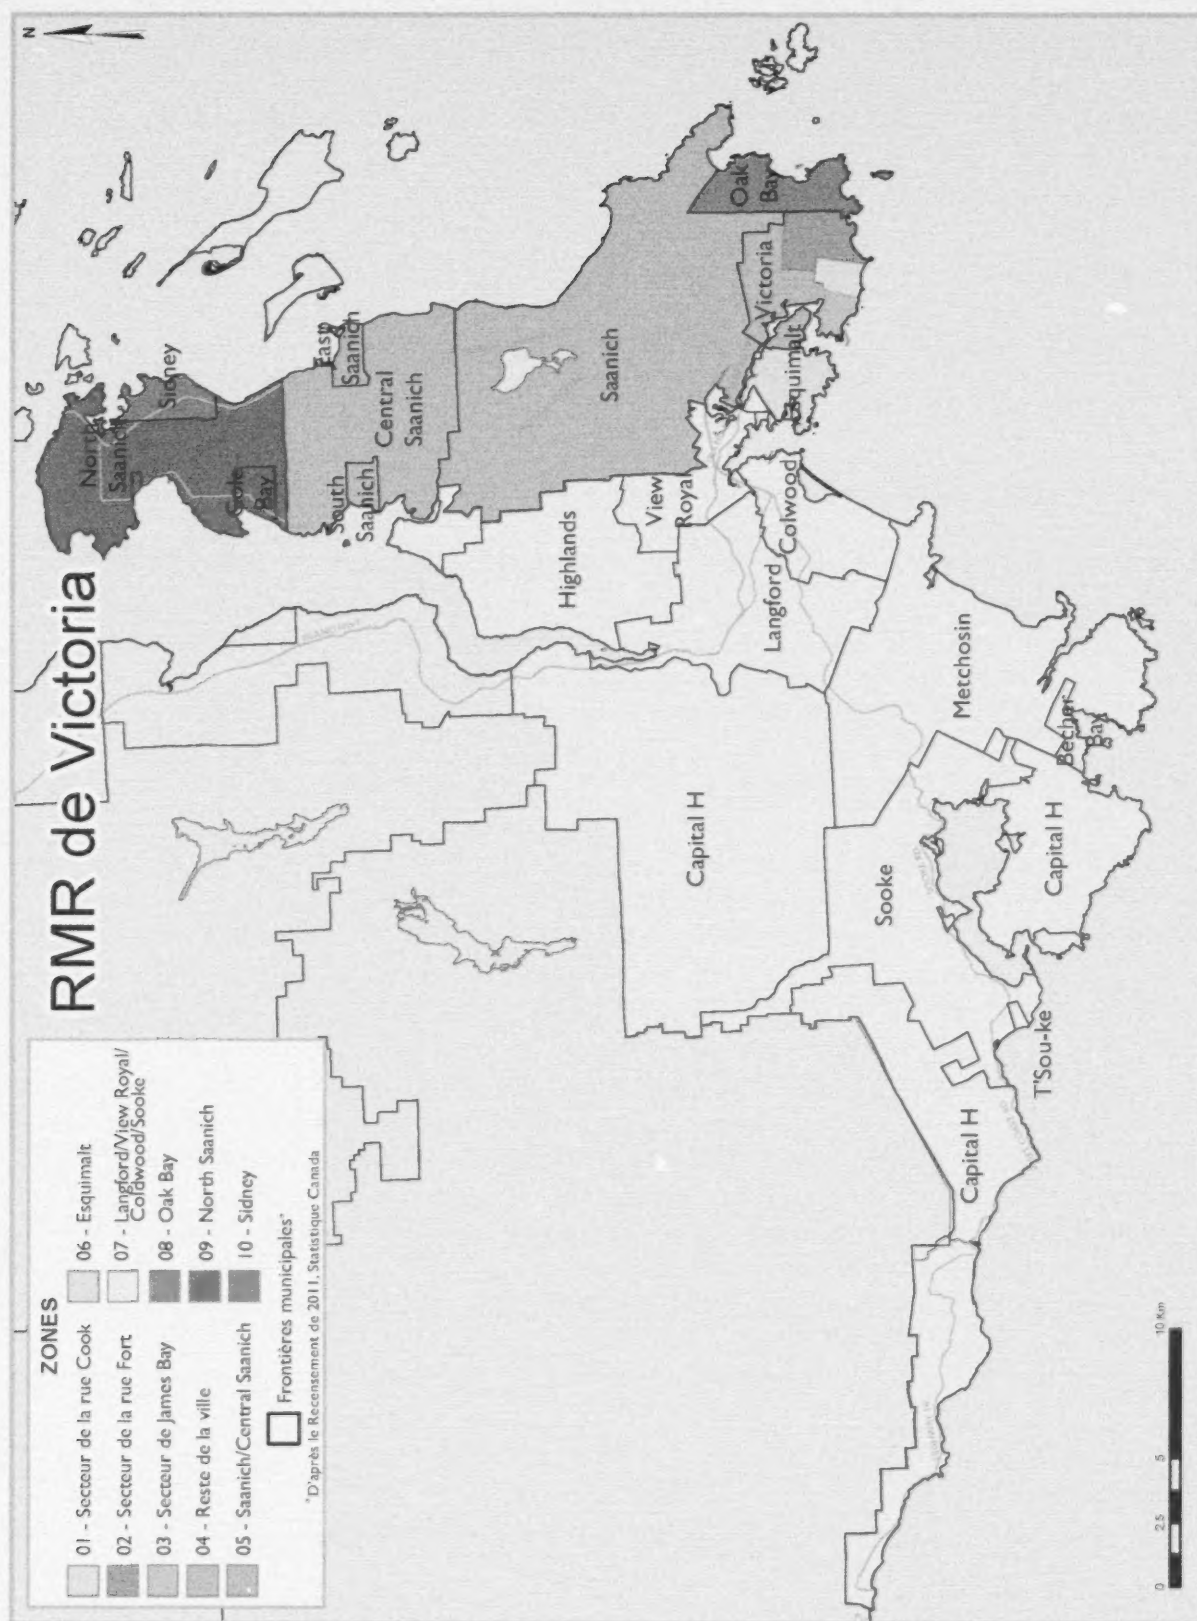 RMR de Victoria
N
ZONES
01 - Secteur de la rue Cook
02 - Secteur de la rue Fort
03 - Secteur de James Bay
04 - Reste de la ville
05 - Saanich/Central Saanich
06 - Esquimalt
07 - Langford/View Royal/
Coldwood/Sooke
08 - Oak Bay
09 - North Saanich
10 - Sidney
Frontières municipales*
*D'après le Recensement de 2011, Statistique Canada
North
Saanich
Sidney
Cole
Bay
East
Saanich
South
Saanich
Central
Saanich
Saanich
Highlands
View
Royal
Oak
Bay
Victoria
Esquimalt
Colwood
Langford
Metchosin
Capital H
Sooke
Becher
Bay
Capital H
T'Sou-ke
Capital H
0
2.5
5
10 Km